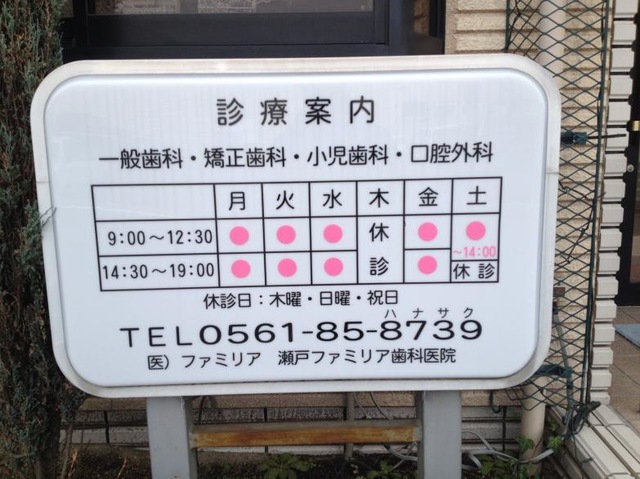 診療案内
一般歯科・矯正歯科・小児歯科・口腔外科
月 火 水 木 金 土
9:00～12:30 ● ● ● 休 ● ●
～14:00
14:30～19:00 ● ● ● 診 ● 休診
休診日：木曜・日曜・祝日
ハナサク
TEL0561-85-8739
医）ファミリア 瀬戸ファミリア歯科医院